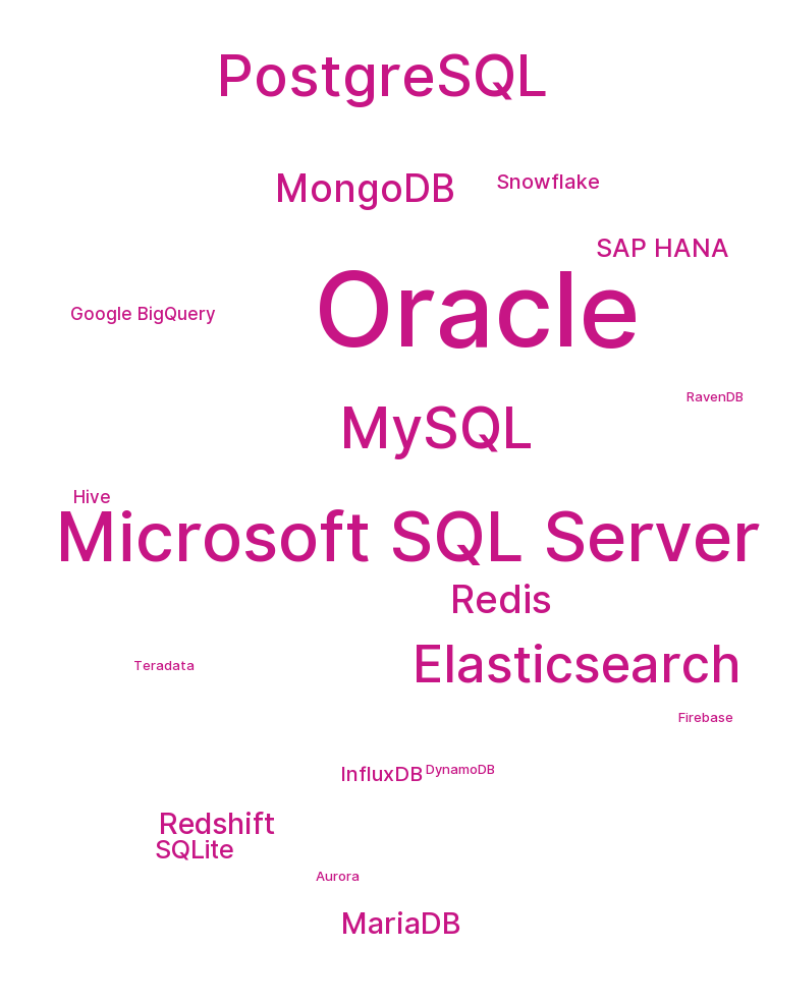 PostgreSQL
MongoDB
Snowflake
SAP HANA
Oracle
Google BigQuery
RavenDB
MySQL
Hive
Microsoft SQL Server
Redis
Elasticsearch
Teradata
Firebase
InfluxDB
DynamoDB
Redshift
SQLite
Aurora
MariaDB